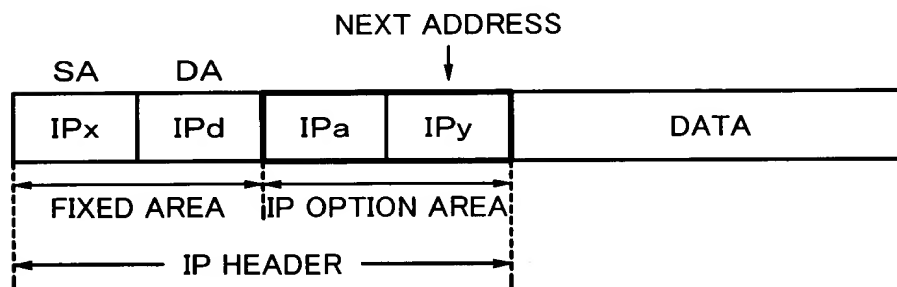 NEXT ADDRESS
SA DA
IPx IPd IPa IPy DATA
FIXED AREA IP OPTION AREA
IP HEADER